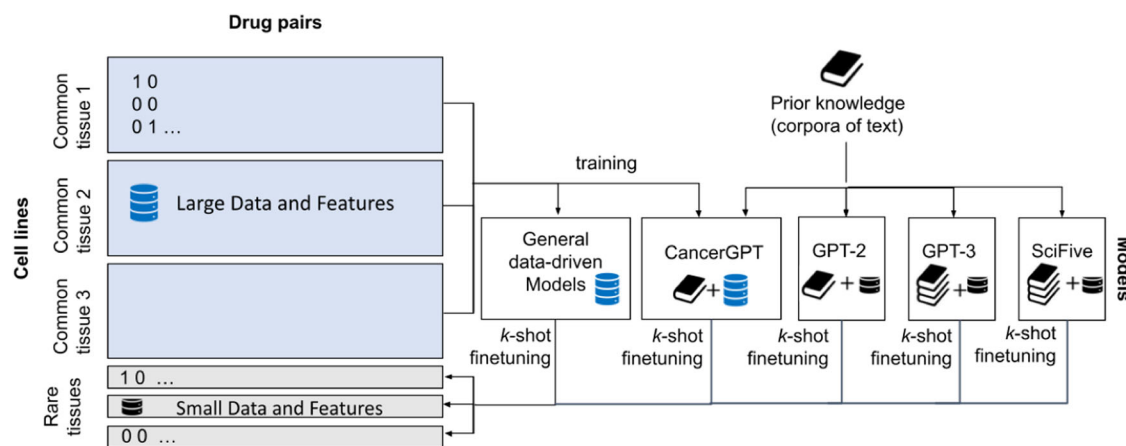 Drug pairs
Cell lines
Common
tissue 1
1 0
0 0
0 1 ...
Common
tissue 2
Large Data and Features
Common
tissue 3
Rare
tissues
1 0 ...
Small Data and Features
0 0 ...
Prior knowledge
(corpora of text)
training
General
data-driven
Models
CancerGPT
+
GPT-2
+
GPT-3
+
SciFive
+
Models
k-shot
finetuning
k-shot
finetuning
k-shot
finetuning
k-shot
finetuning
k-shot
finetuning